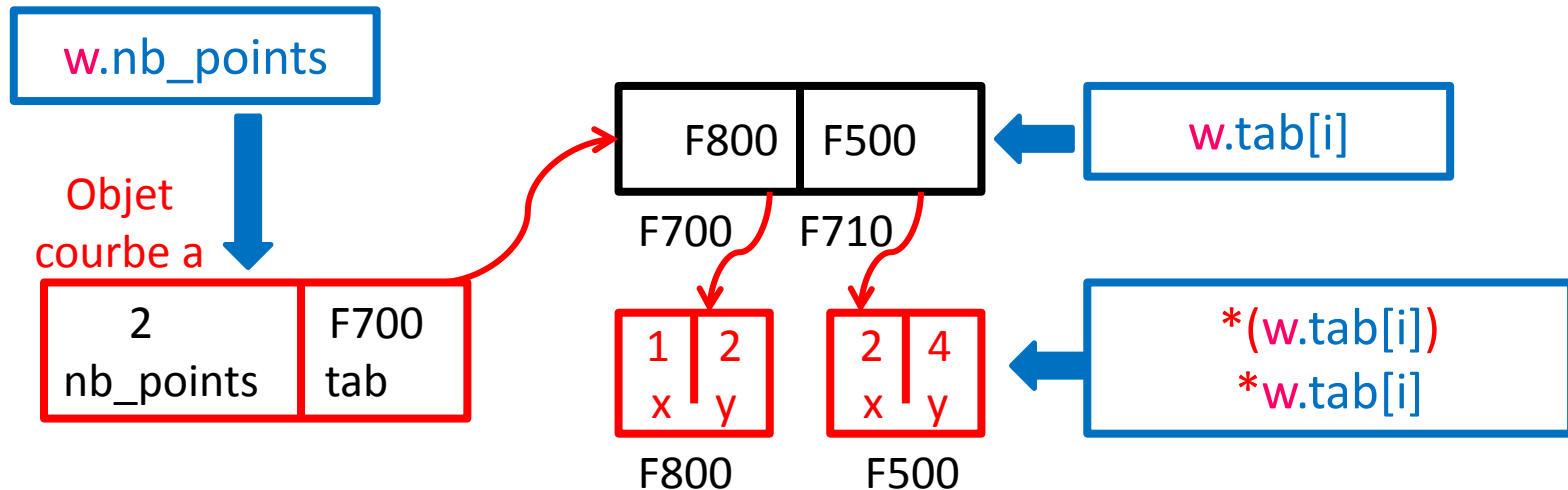 w.nb_points
F800 F500
w.tab[i]
Objet
courbe a
F700 F710
2 F700
nb_points tab
1 2
x y
2 4
x y
*(w.tab[i])
*w.tab[i]
F800 F500